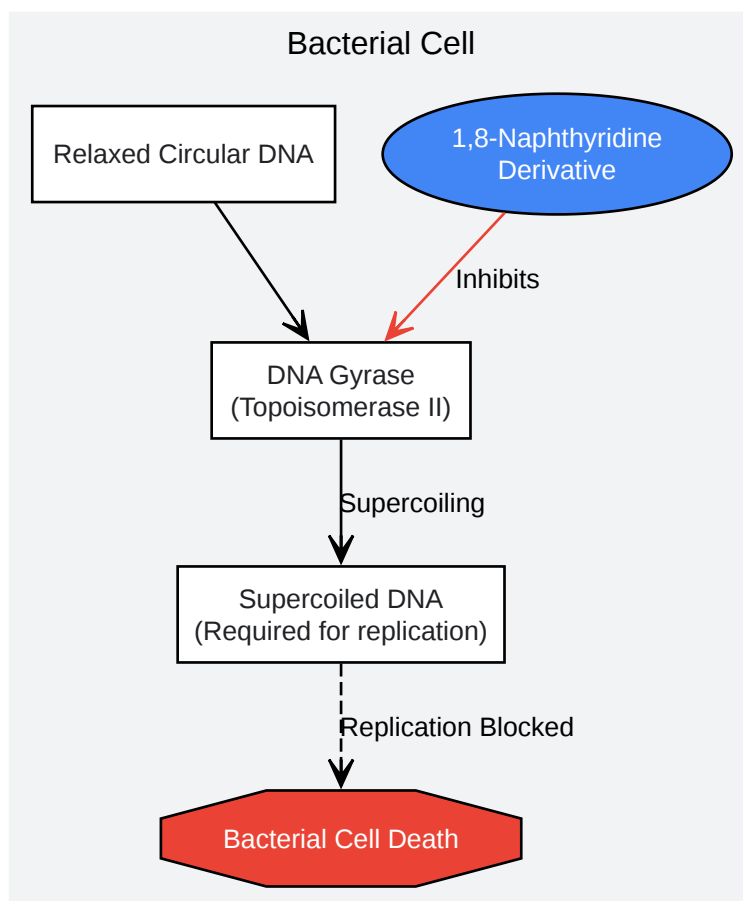 Bacterial Cell
Relaxed Circular DNA
1,8-Naphthyridine
Derivative
Inhibits
DNA Gyrase
(Topoisomerase II)
Supercoiling
Supercoiled DNA
(Required for replication)
Replication Blocked
Bacterial Cell Death